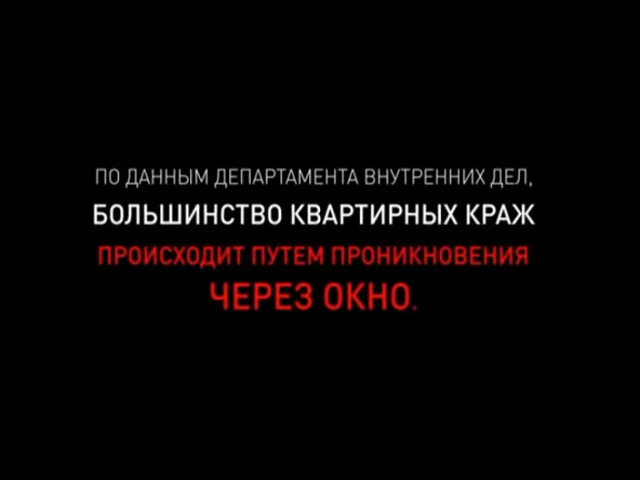 ПО ДАННЫМ ДЕПАРТАМЕНТА ВНУТРЕННИХ ДЕЛ,
БОЛЬШИНСТВО КВАРТИРНЫХ КРАЖ
ПРОИСХОДИТ ПУТЕМ ПРОНИКНОВЕНИЯ
ЧЕРЕЗ ОКНО.